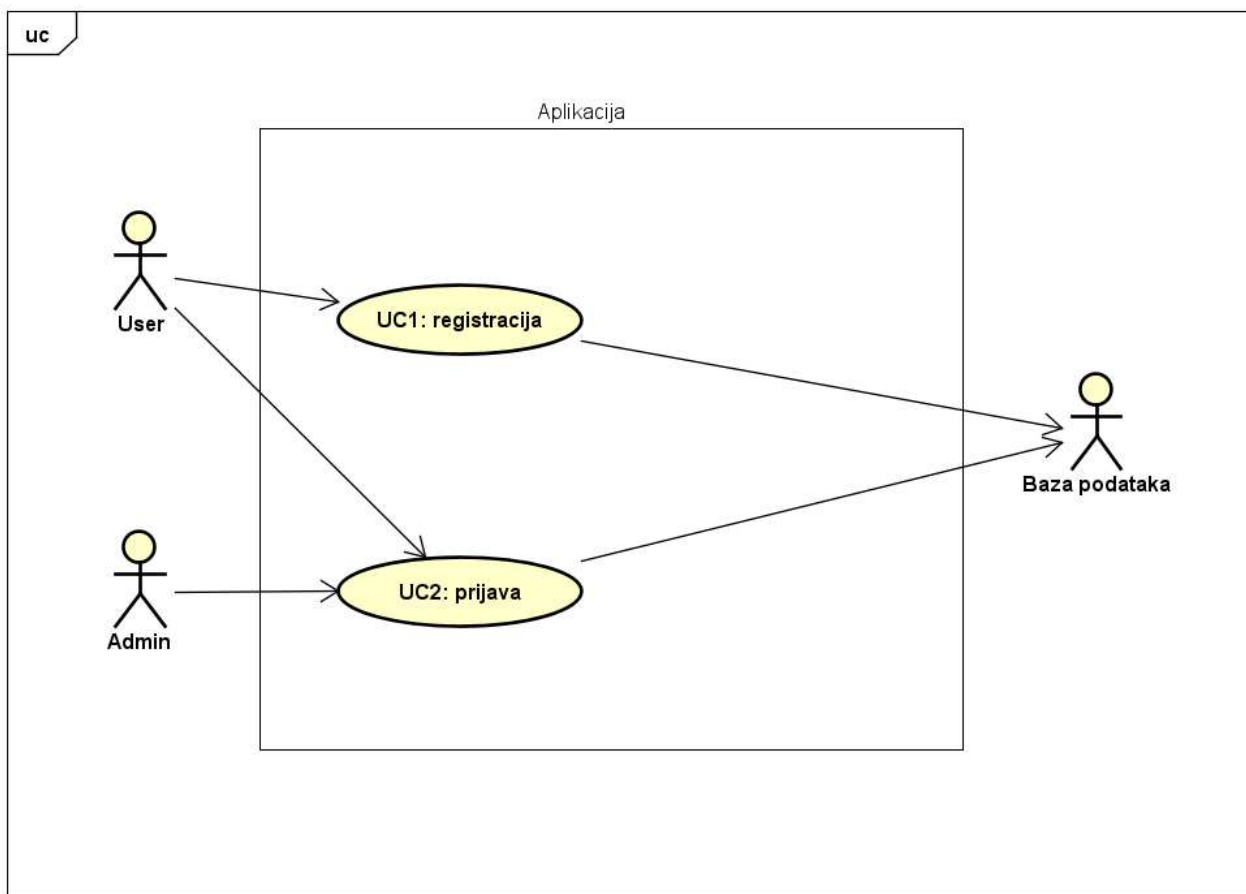 uc
Aplikacija
User
UC1: registracija
Baza podataka
UC2: prijava
Admin